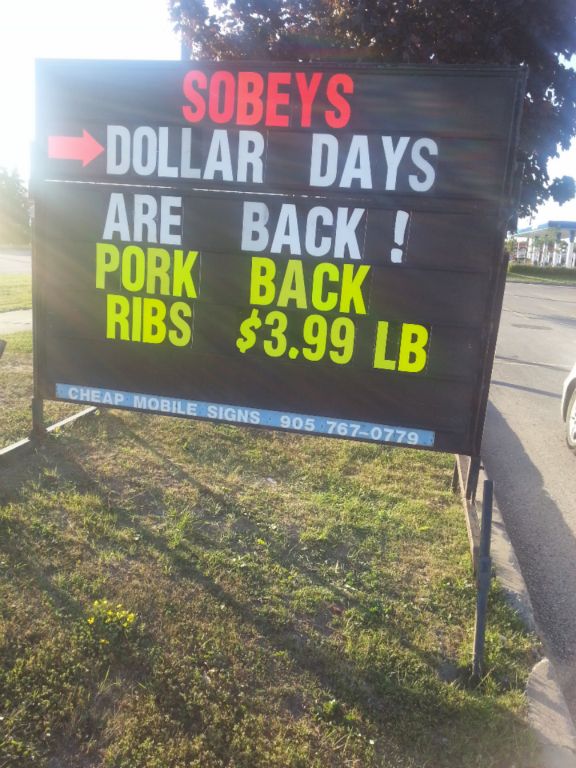 SOBEYS
DOLLAR DAYS
ARE BACK !
PORK BACK
RIBS $3.99 LB
CHEAP MOBILE SIGNS 905 767-0779